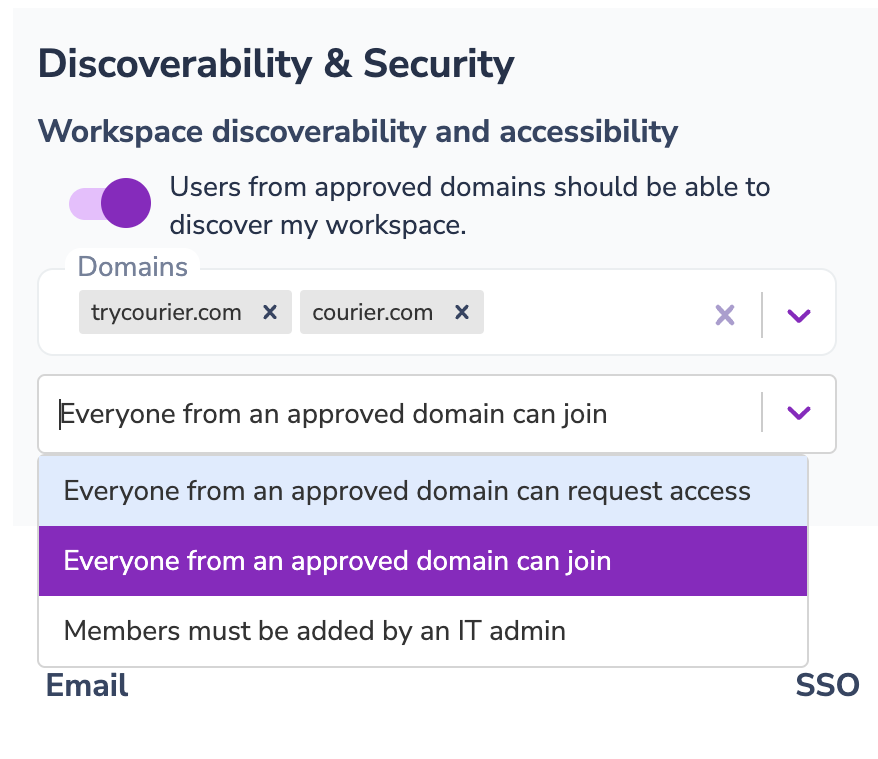 Discoverability & Security
Workspace discoverability and accessibility
Users from approved domains should be able to
discover my workspace.
Domains
trycourier.com
courier.com
Everyone from an approved domain can join
Everyone from an approved domain can request access
Everyone from an approved domain can join
Members must be added by an IT admin
Email
SSO